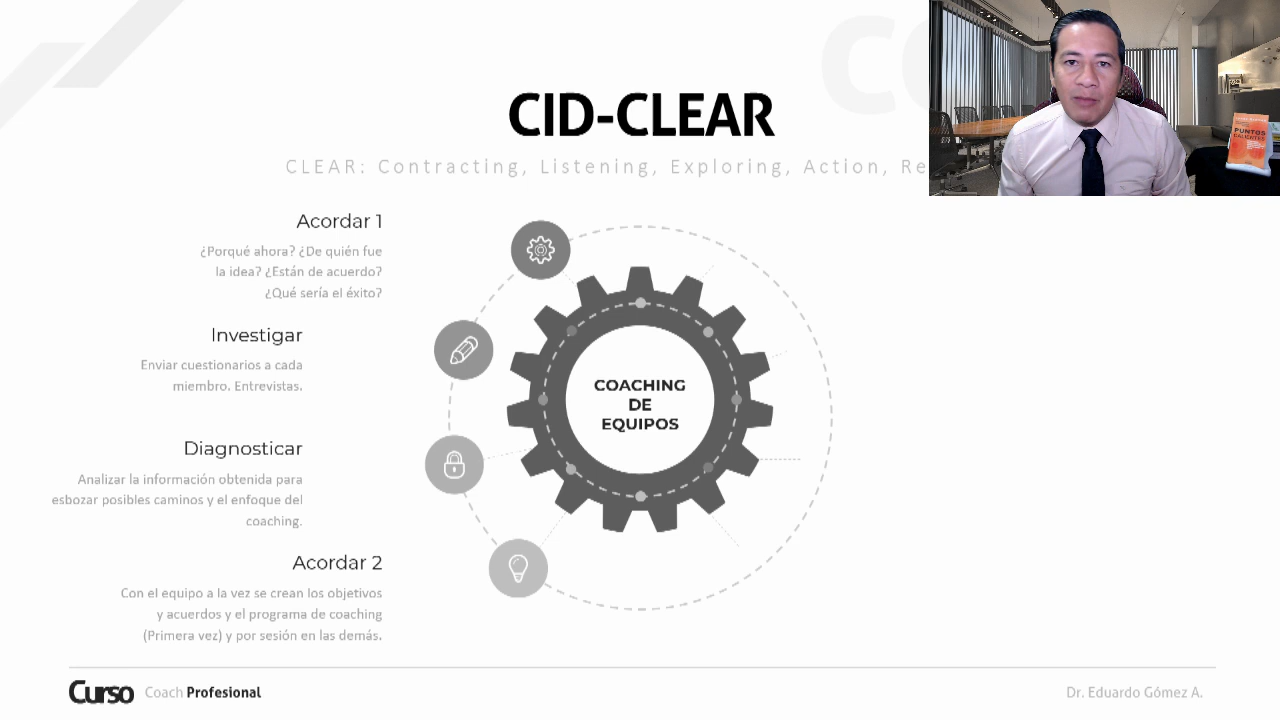 CID-CLEAR
CLEAR: Contracting, Listening, Exploring, Action, Re
Acordar 1
¿Porqué ahora? ¿De quién fue
la idea? ¿Están de acuerdo?
¿Qué sería el éxito?
Investigar
Enviar cuestionarios a cada
miembro. Entrevistas.
Diagnosticar
Analizar la información obtenida para
esbozar posibles caminos y el enfoque del
coaching.
Acordar 2
Con el equipo a la vez se crean los objetivos
y acuerdos y el programa de coaching
(Primera vez) y por sesión en las demás.
COACHING
DE
EQUIPOS
PUNTOS
CALIENTES
Curso Coach Profesional
Dr. Eduardo Gómez A.